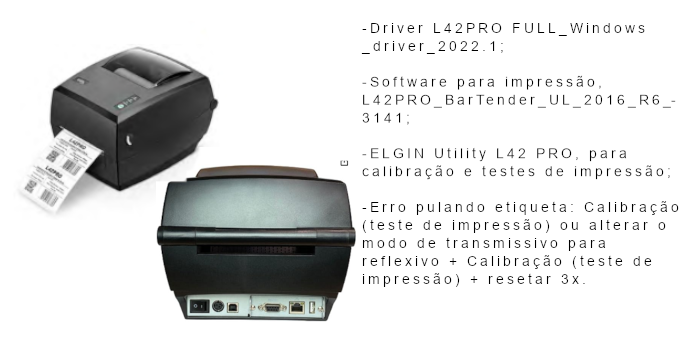 -Driver L42PRO FULL_Windows
_driver_2022.1;
-Software para impressão,
L42PRO_BarTender_UL_2016_R6_-
3141;
-ELGIN Utility L42 PRO, para
calibração e testes de impressão;
-Erro pulando etiqueta: Calibração
(teste de impressão) ou alterar o
modo de transmissivo para
reflexivo + Calibração (teste de
impressão) + resetar 3x.
L42PRO
L42PRO